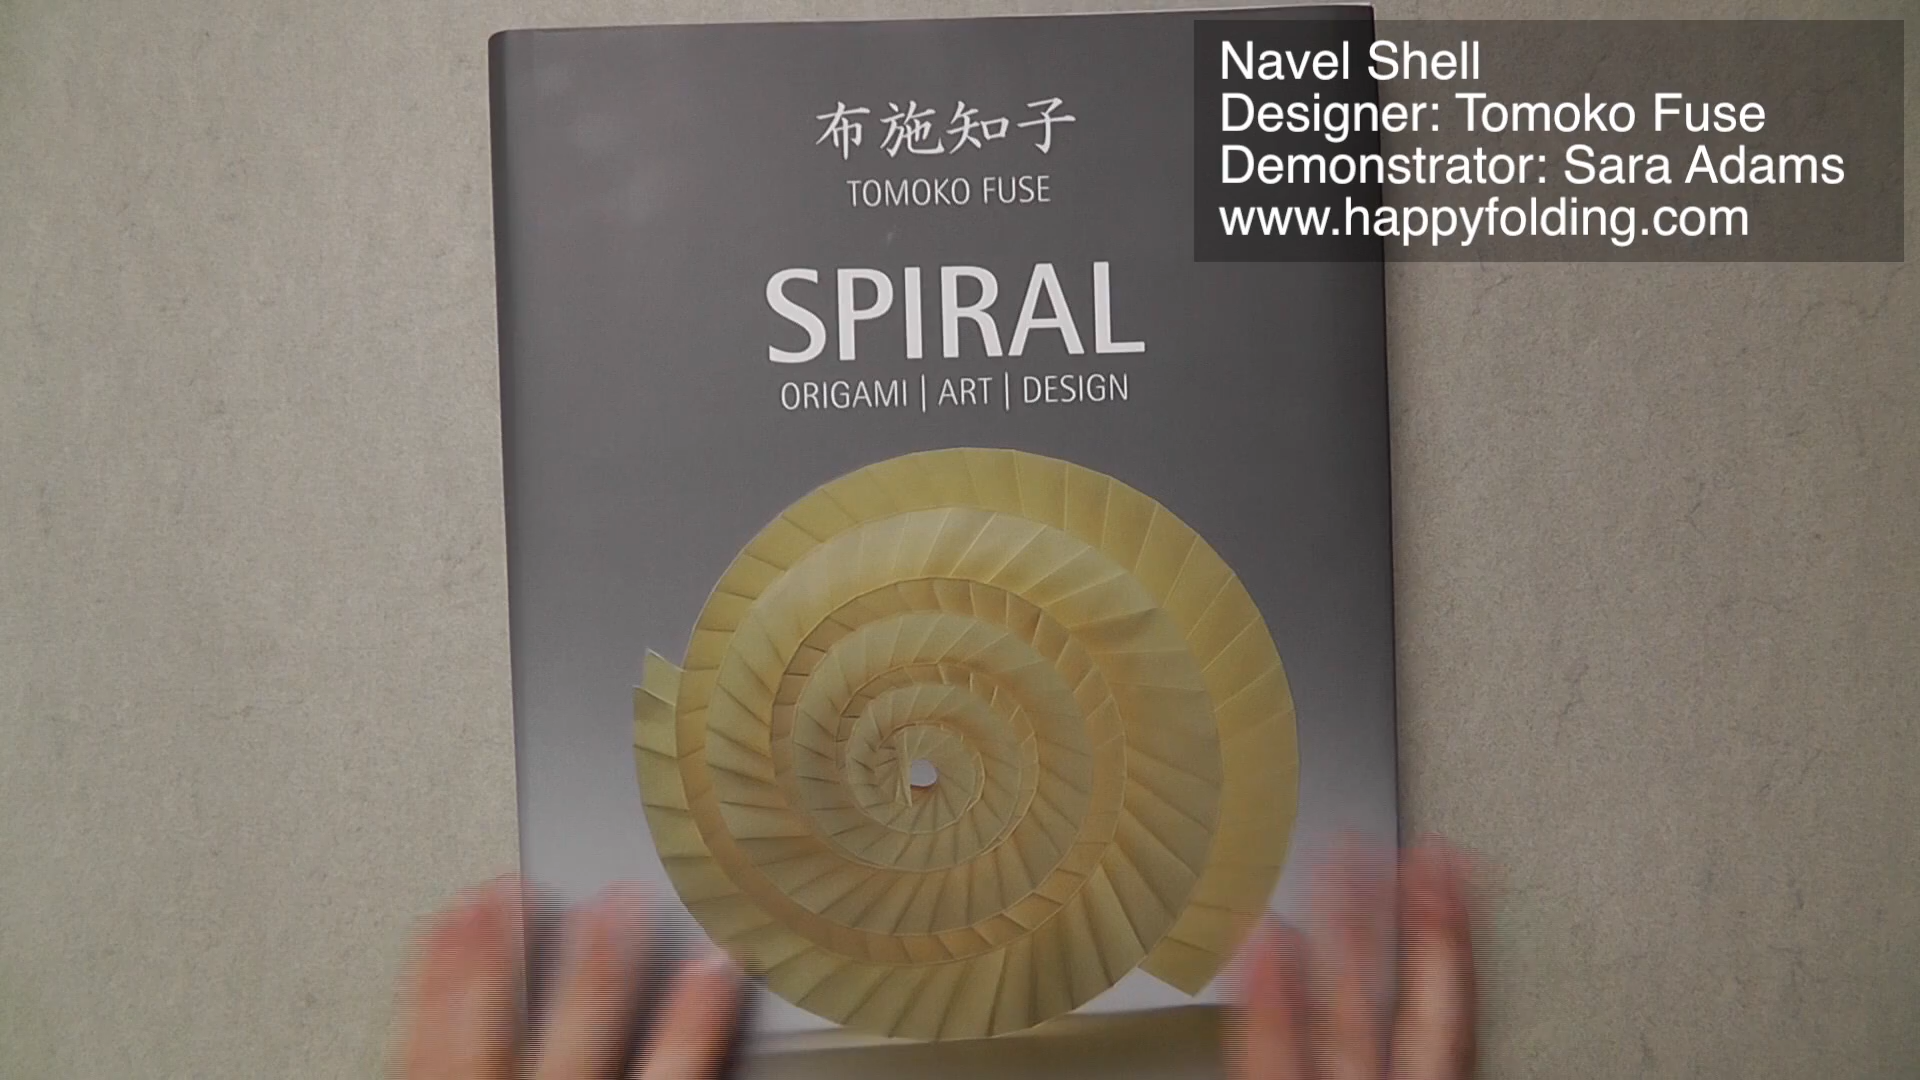 布施知子
TOMOKO FUSE
SPIRAL
ORIGAMI | ART | DESIGN
Navel Shell
Designer: Tomoko Fuse
Demonstrator: Sara Adams
www.happyfolding.com